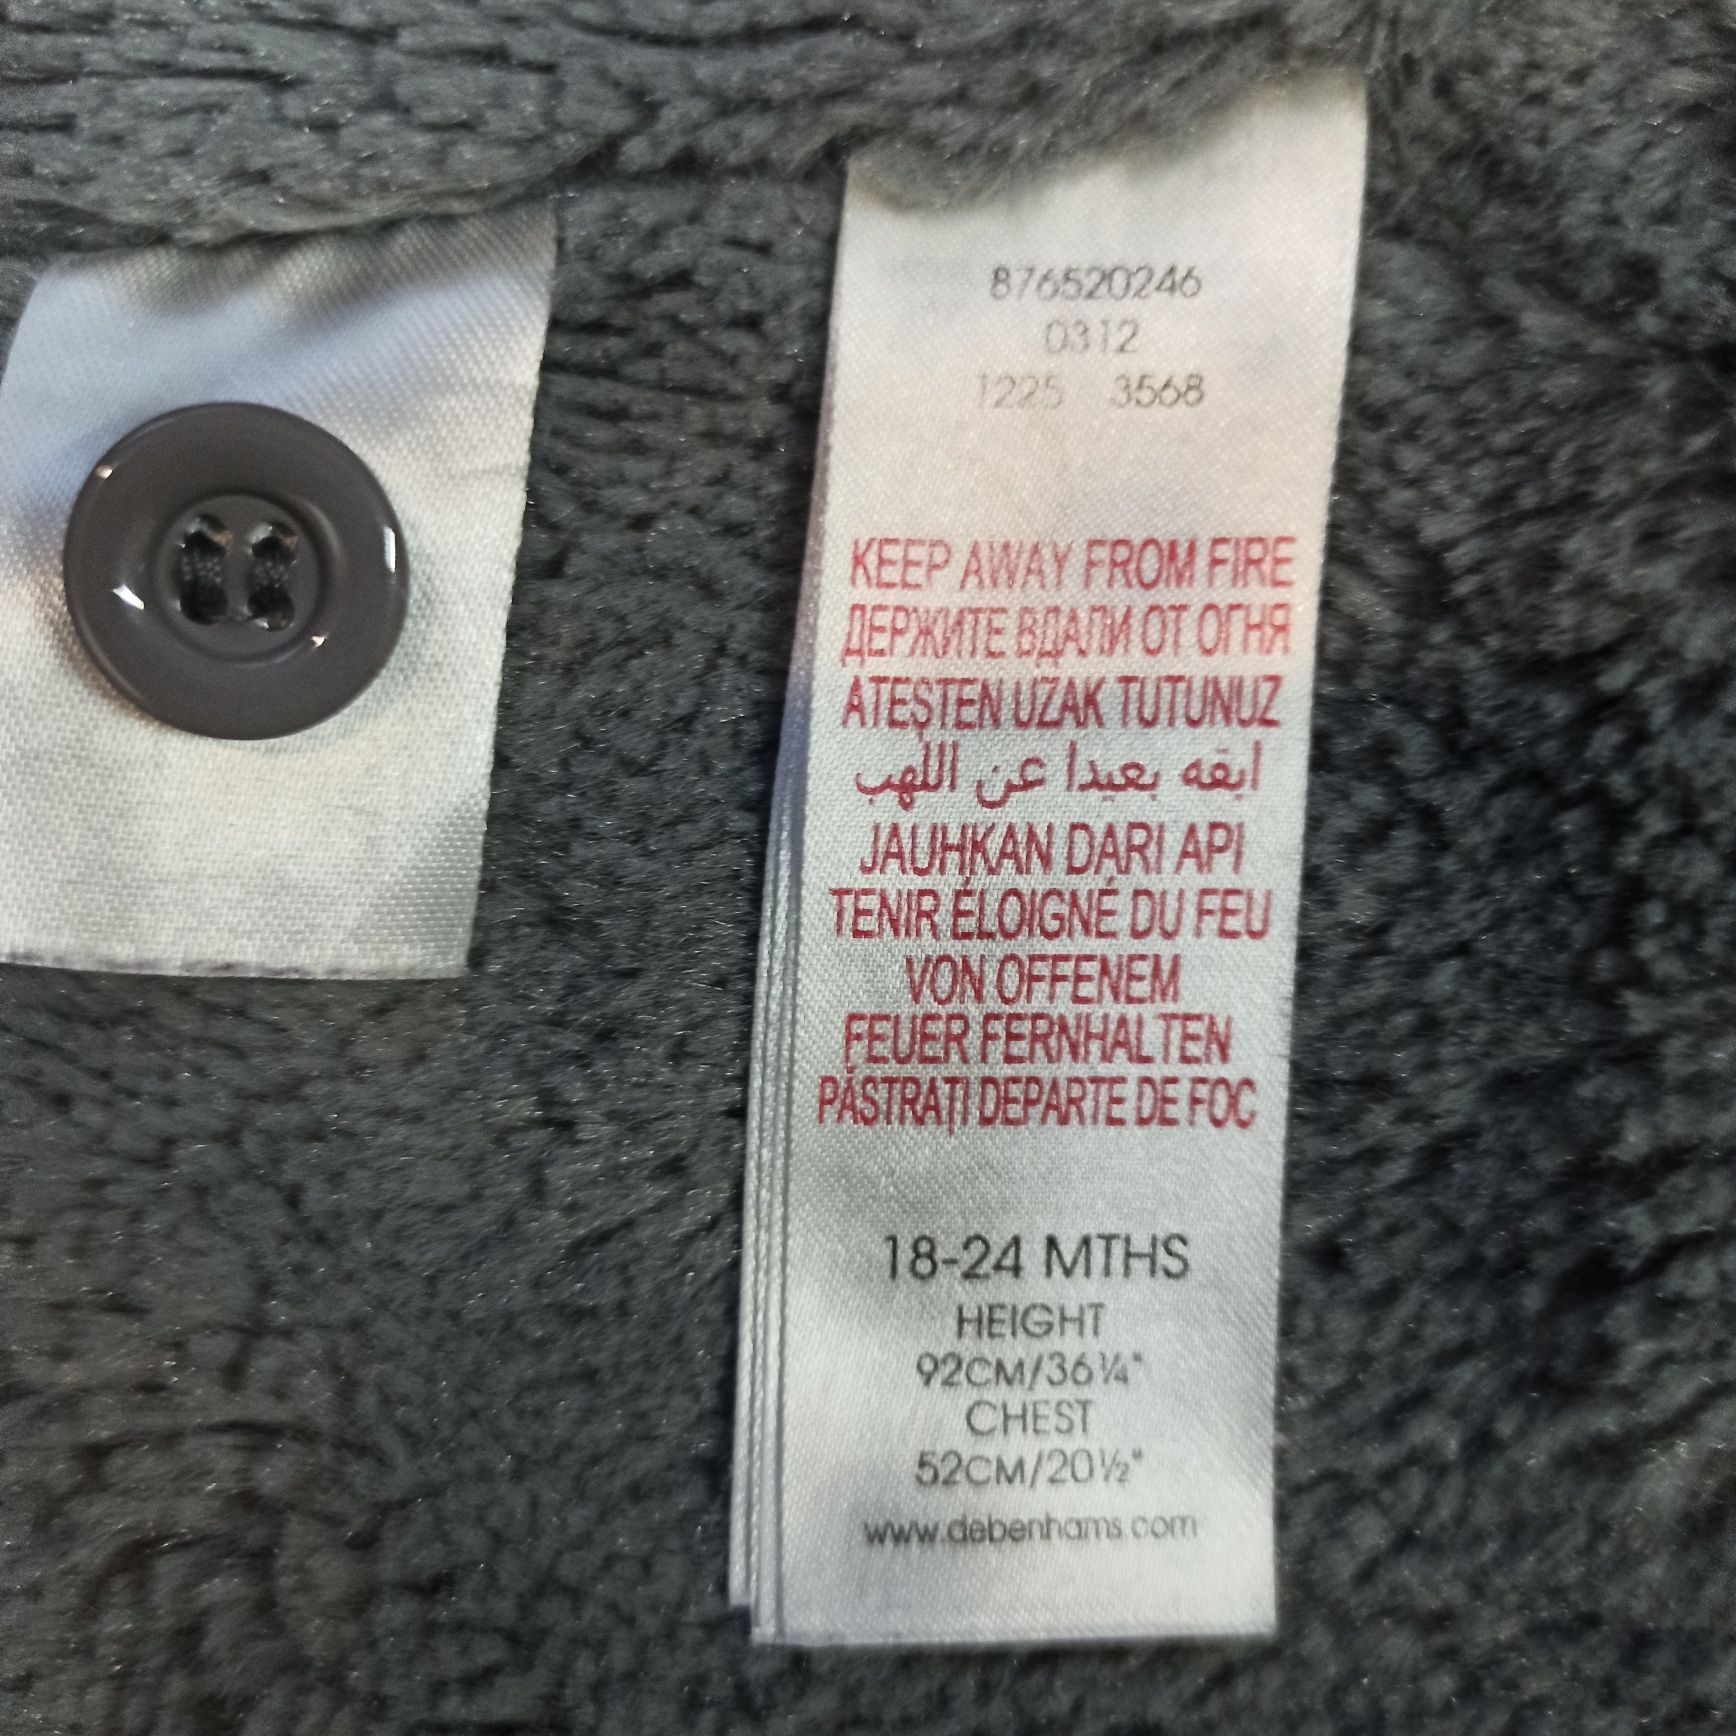 876520246
0312
1225 3568
KEEP AWAY FROM FIRE
ДЕРЖИТЕ ВДАЛИ ОТ ОГНЯ
ATEŞTEN UZAK TUTUNUZ
ابقه بعيدا عن اللهب
JAUHĶKAN DARI API
TENIR ÉLOIGNÉ DU FEU
VON OFFENEM
FEUER FERNHALTEN
PĂSTRAȚI DEPARTE DE FOC
18-24 MTHS
HEIGHT
92CM/36¼"
CHEST
52CM/20½"
www.debenhams.com